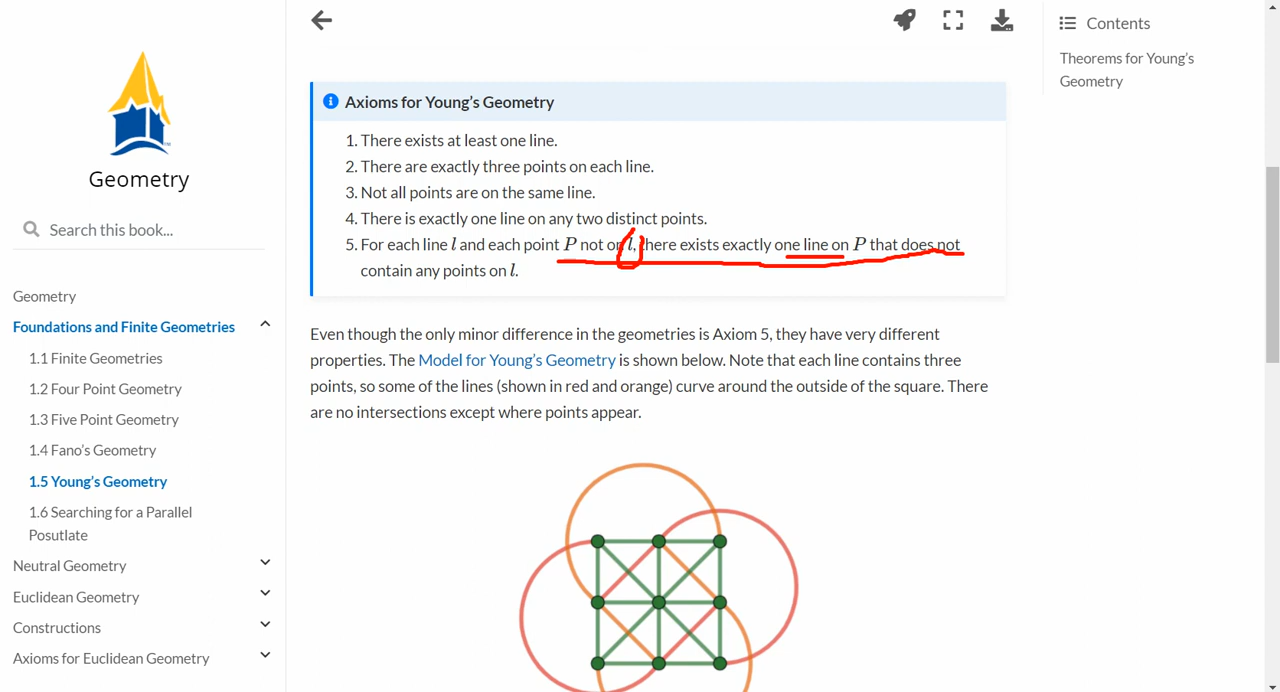 Geometry
Search this book...
Geometry
Foundations and Finite Geometries
1.1 Finite Geometries
1.2 Four Point Geometry
1.3 Five Point Geometry
1.4 Fano's Geometry
1.5 Young's Geometry
1.6 Searching for a Parallel
Posutlate
Neutral Geometry
Euclidean Geometry
Constructions
Axioms for Euclidean Geometry
Axioms for Young's Geometry
1. There exists at least one line.
2. There are exactly three points on each line.
3. Not all points are on the same line.
4. There is exactly one line on any two distinct points.
5. For each line l and each point P not on l, there exists exactly one line on P that does not
contain any points on l.
Even though the only minor difference in the geometries is Axiom 5, they have very different
properties. The Model for Young's Geometry is shown below. Note that each line contains three
points, so some of the lines (shown in red and orange) curve around the outside of the square. There
are no intersections except where points appear.
Contents
Theorems for Young's
Geometry